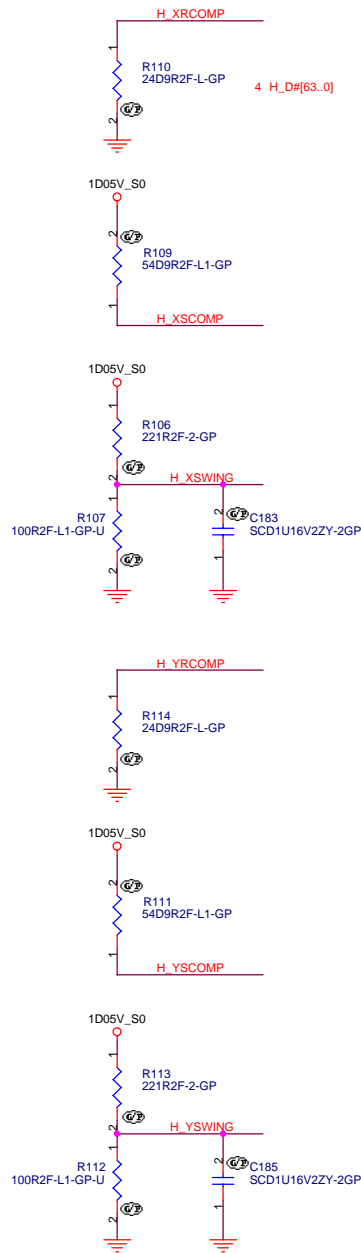 H_XRCOMP
1
R110
24D9R2F-L-GP
G/P
2
4 H_D#[63..0]
1D05V_S0
2
G/P
R109
54D9R2F-L1-GP
1
H_XSCOMP
1D05V_S0
1
R106
221R2F-2-GP
G/P
2
H_XSWING
1
R107
100R2F-L1-GP-U
G/P
2
2
G/P
C183
SCD1U16V2ZY-2GP
1
H_YRCOMP
1
R114
24D9R2F-L-GP
G/P
2
1D05V_S0
2
G/P
R111
54D9R2F-L1-GP
1
H_YSCOMP
1D05V_S0
1
R113
221R2F-2-GP
G/P
2
H_YSWING
1
R112
100R2F-L1-GP-U
G/P
2
2
G/P
C185
SCD1U16V2ZY-2GP
1